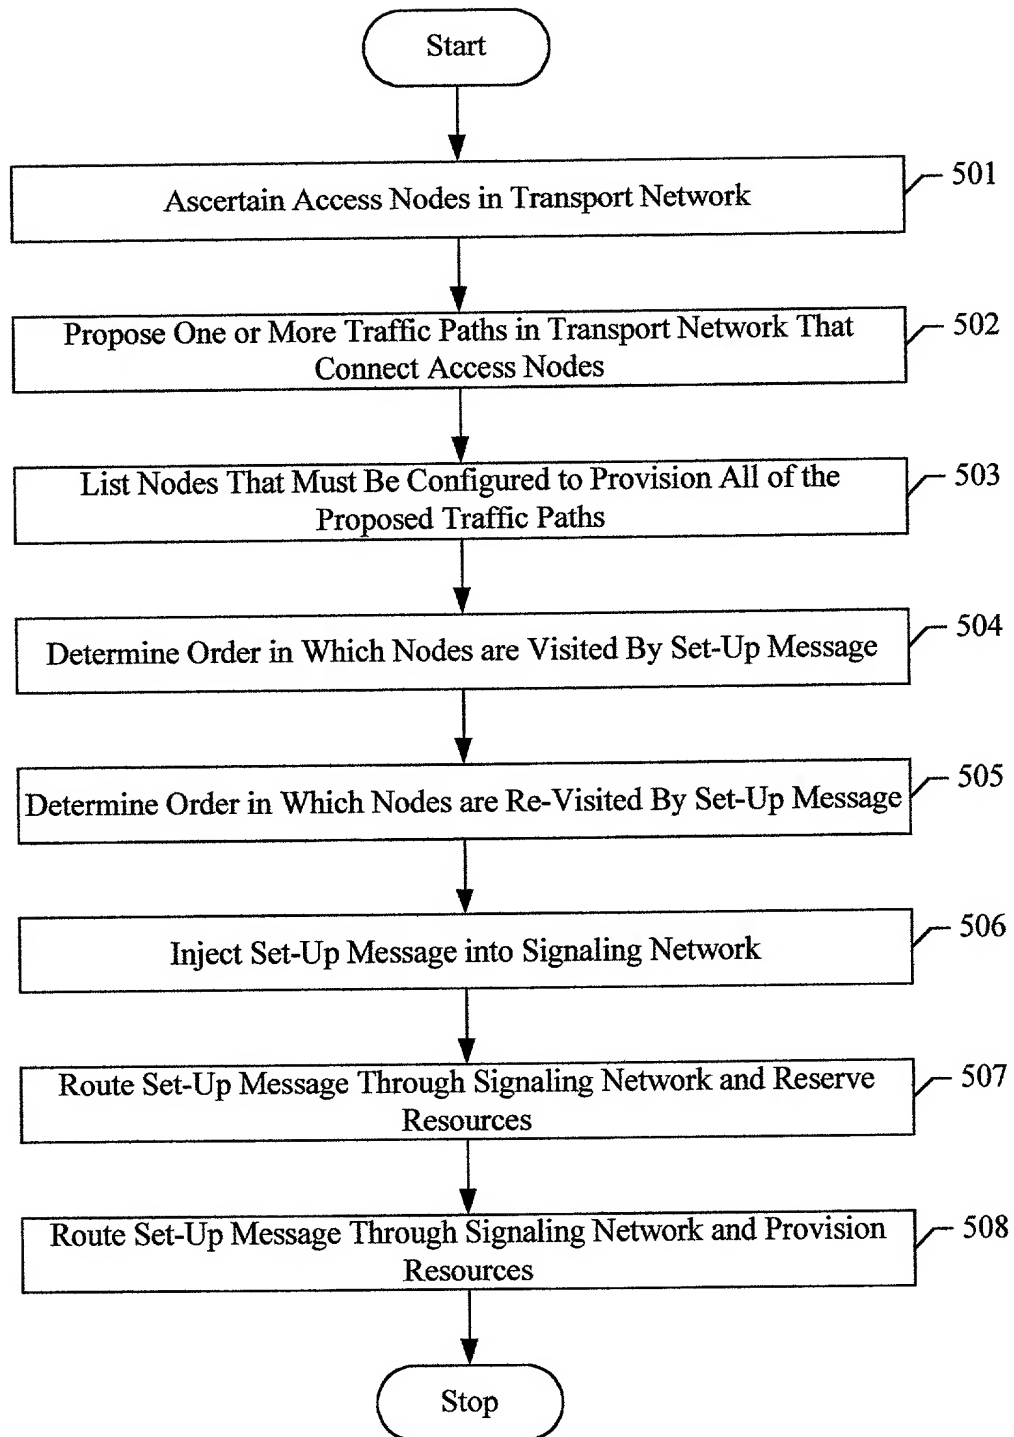 Start
Ascertain Access Nodes in Transport Network
501
Propose One or More Traffic Paths in Transport Network That
Connect Access Nodes
502
List Nodes That Must Be Configured to Provision All of the
Proposed Traffic Paths
503
Determine Order in Which Nodes are Visited By Set-Up Message
504
Determine Order in Which Nodes are Re-Visited By Set-Up Message
505
Inject Set-Up Message into Signaling Network
506
Route Set-Up Message Through Signaling Network and Reserve
Resources
507
Route Set-Up Message Through Signaling Network and Provision
Resources
508
Stop